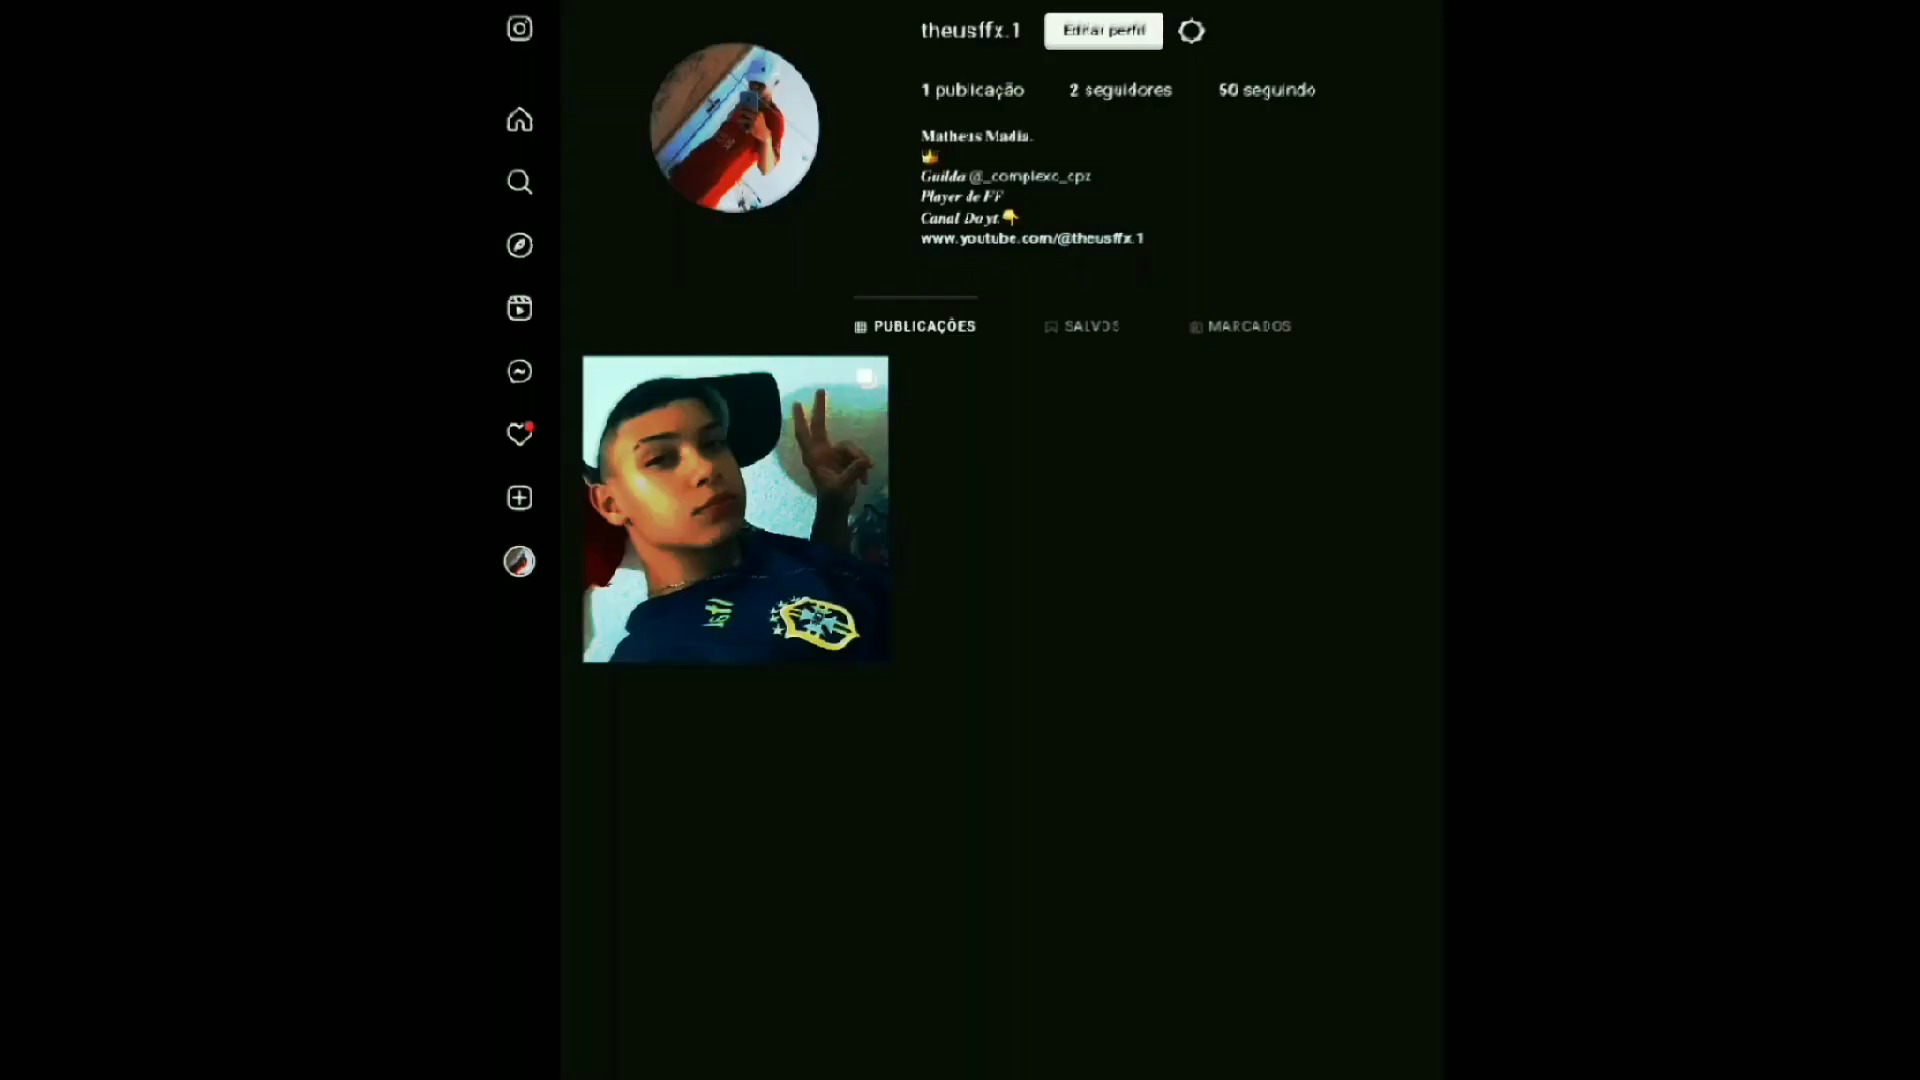 theusffx.1 Editar perfil
1 publicação 2 seguidores 50 seguindo
Matheus Madia.
👑
Guilda @_complexo_cpx
Player de FF
Canal Do yt👇
www.youtube.com/@theusffx.1
PUBLICAÇÕES SALVOS MARCADOS